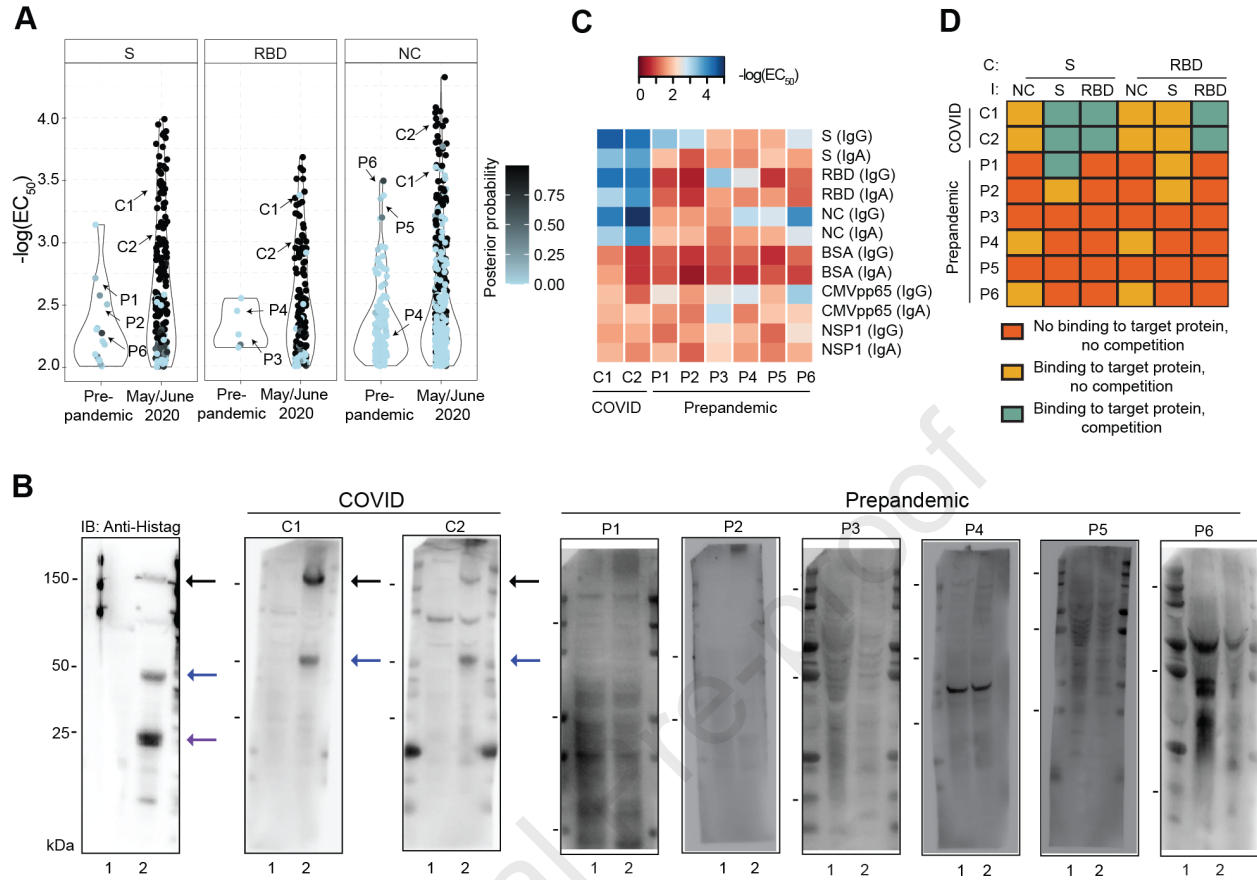 A
S
RBD
NC
-log(EC50)
4.0
3.0
2.5
2.0
C1
C2
P1
P2
P6
C1
C2
P4
P3
P6
C2
C1
P5
P4
Pre-
pandemic
May/June
2020
Pre-
pandemic
May/June
2020
Pre-
pandemic
May/June
2020
Posterior probability
0.75
0.50
0.25
0.00
C
-log(EC50)
0 2 4
S (IgG)
S (IgA)
RBD (IgG)
RBD (IgA)
NC (IgG)
NC (IgA)
BSA (IgG)
BSA (IgA)
CMVpp65 (IgG)
CMVpp65 (IgA)
NSP1 (IgG)
NSP1 (IgA)
C1 C2 P1 P2 P3 P4 P5 P6
COVID Prepandemic
D
C: S RBD
I: NC S RBD NC S RBD
COVID
C1
C2
Prepandemic
P1
P2
P3
P4
P5
P6
No binding to target protein,
no competition
Binding to target protein,
no competition
Binding to target protein,
competition
B
COVID Prepandemic
IB: Anti-Histag C1 C2 P1 P2 P3 P4 P5 P6
150 -
50 -
25 -
kDa
1 2 1 2 1 2 1 2 1 2 1 2 1 2 1 2 1 2
al re-proof